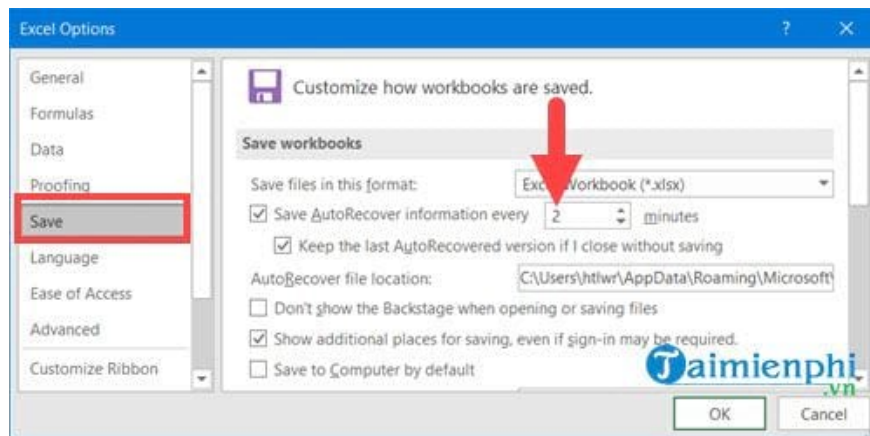 Excel Options
General
Formulas
Data
Proofing
Save
Language
Ease of Access
Advanced
Customize Ribbon
Customize how workbooks are saved.
Save workbooks
Save files in this format:
Workbook (*.xlsx)
Save AutoRecover information every 2 minutes
Keep the last AutoRecovered version if I close without saving
AutoRecover file location: C:\Users\htlwr\AppData\Roaming\Microsoft\
Don't show the Backstage when opening or saving files
Show additional places for saving, even if sign-in may be required.
Save to Computer by default
Taimienphi
.vn
OK
Cancel